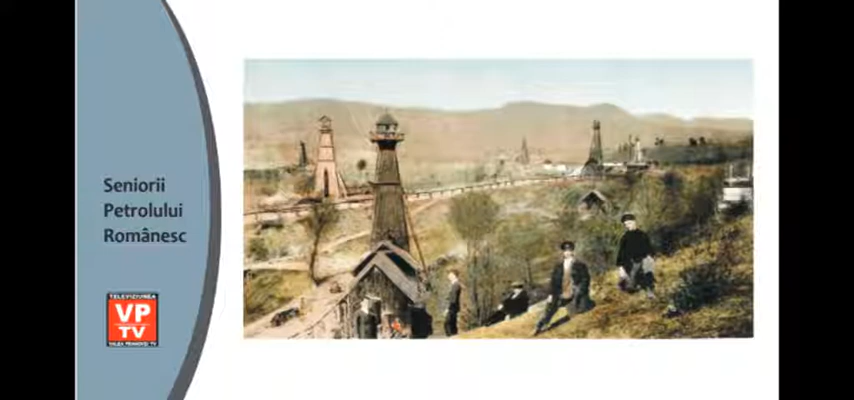 Seniorii
Petrolului
Românesc
TELEVIZIUNEA
VP
TV
VALEA PRAHOVEI TV